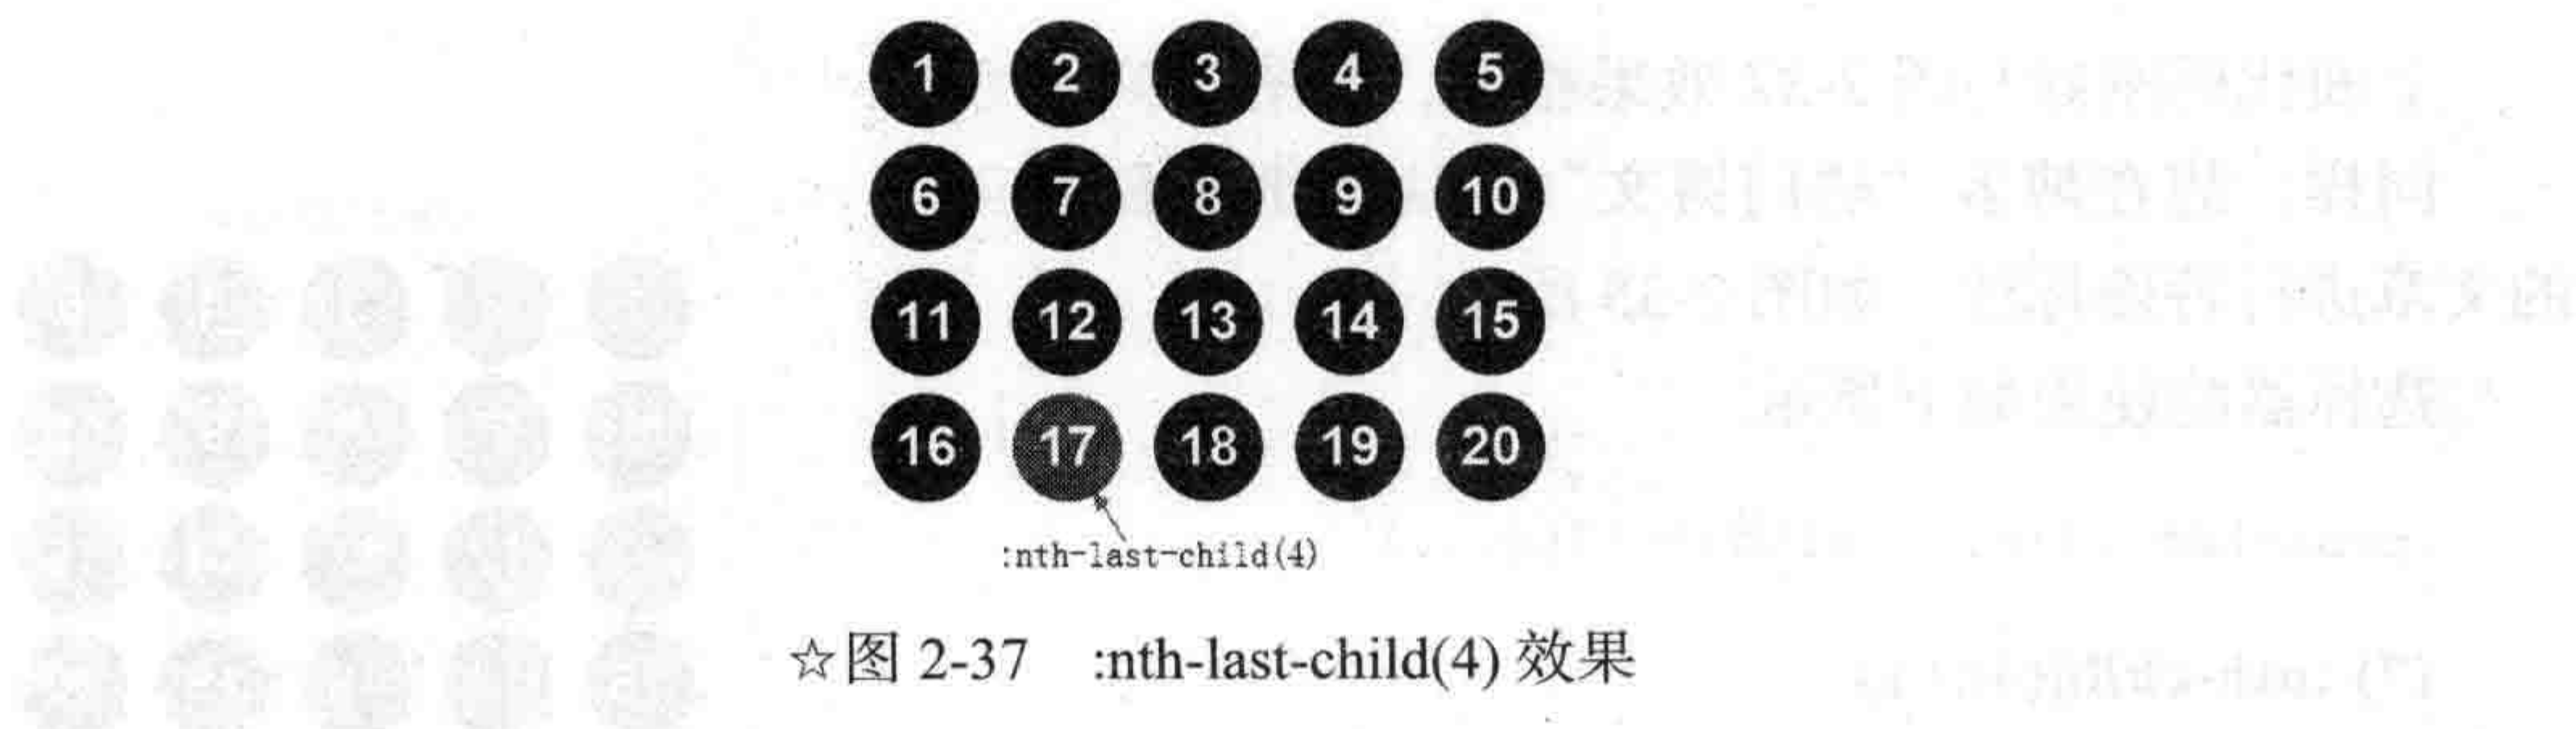 1 2 3 4 5
6 7 8 9 10
11 12 13 14 15
16 17 18 19 20
:nth-last-child(4)
☆图 2-37 :nth-last-child(4) 效果